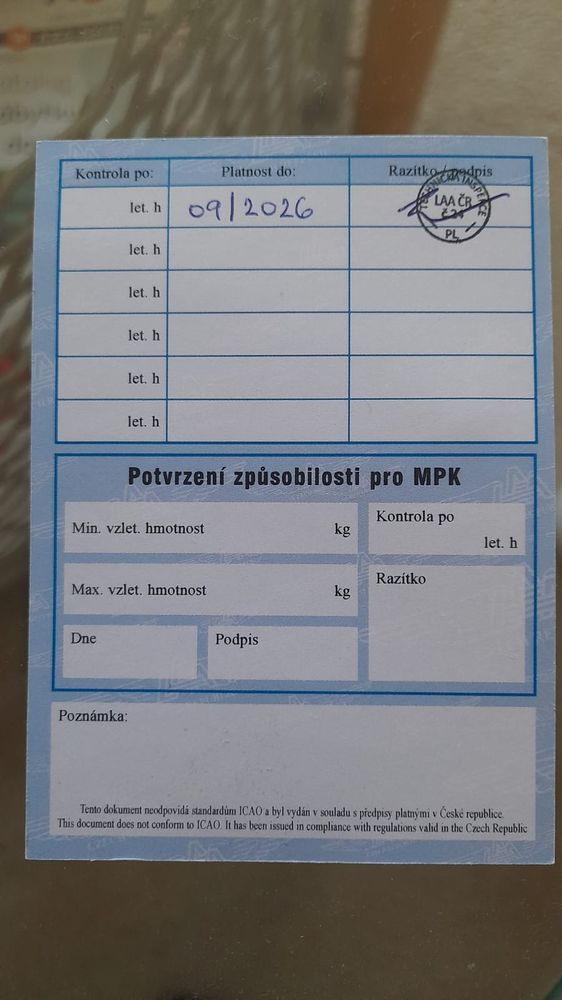 Kontrola po: Platnost do: Razítko / podpis
let. h 09/2026 TECHNICKÁ INSPEKCE LAA ČR PL
let. h
let. h
let. h
let. h
let. h
Potvrzení způsobilosti pro MPK
Min. vzlet. hmotnost kg
Kontrola po
let. h
Max. vzlet. hmotnost kg
Razítko
Dne
Podpis
Poznámka:
Tento dokument neodpovídá standardům ICAO a byl vydán v souladu s předpisy platnými v České republice.
This document does not conform to ICAO. It has been issued in compliance with regulations valid in the Czech Republic